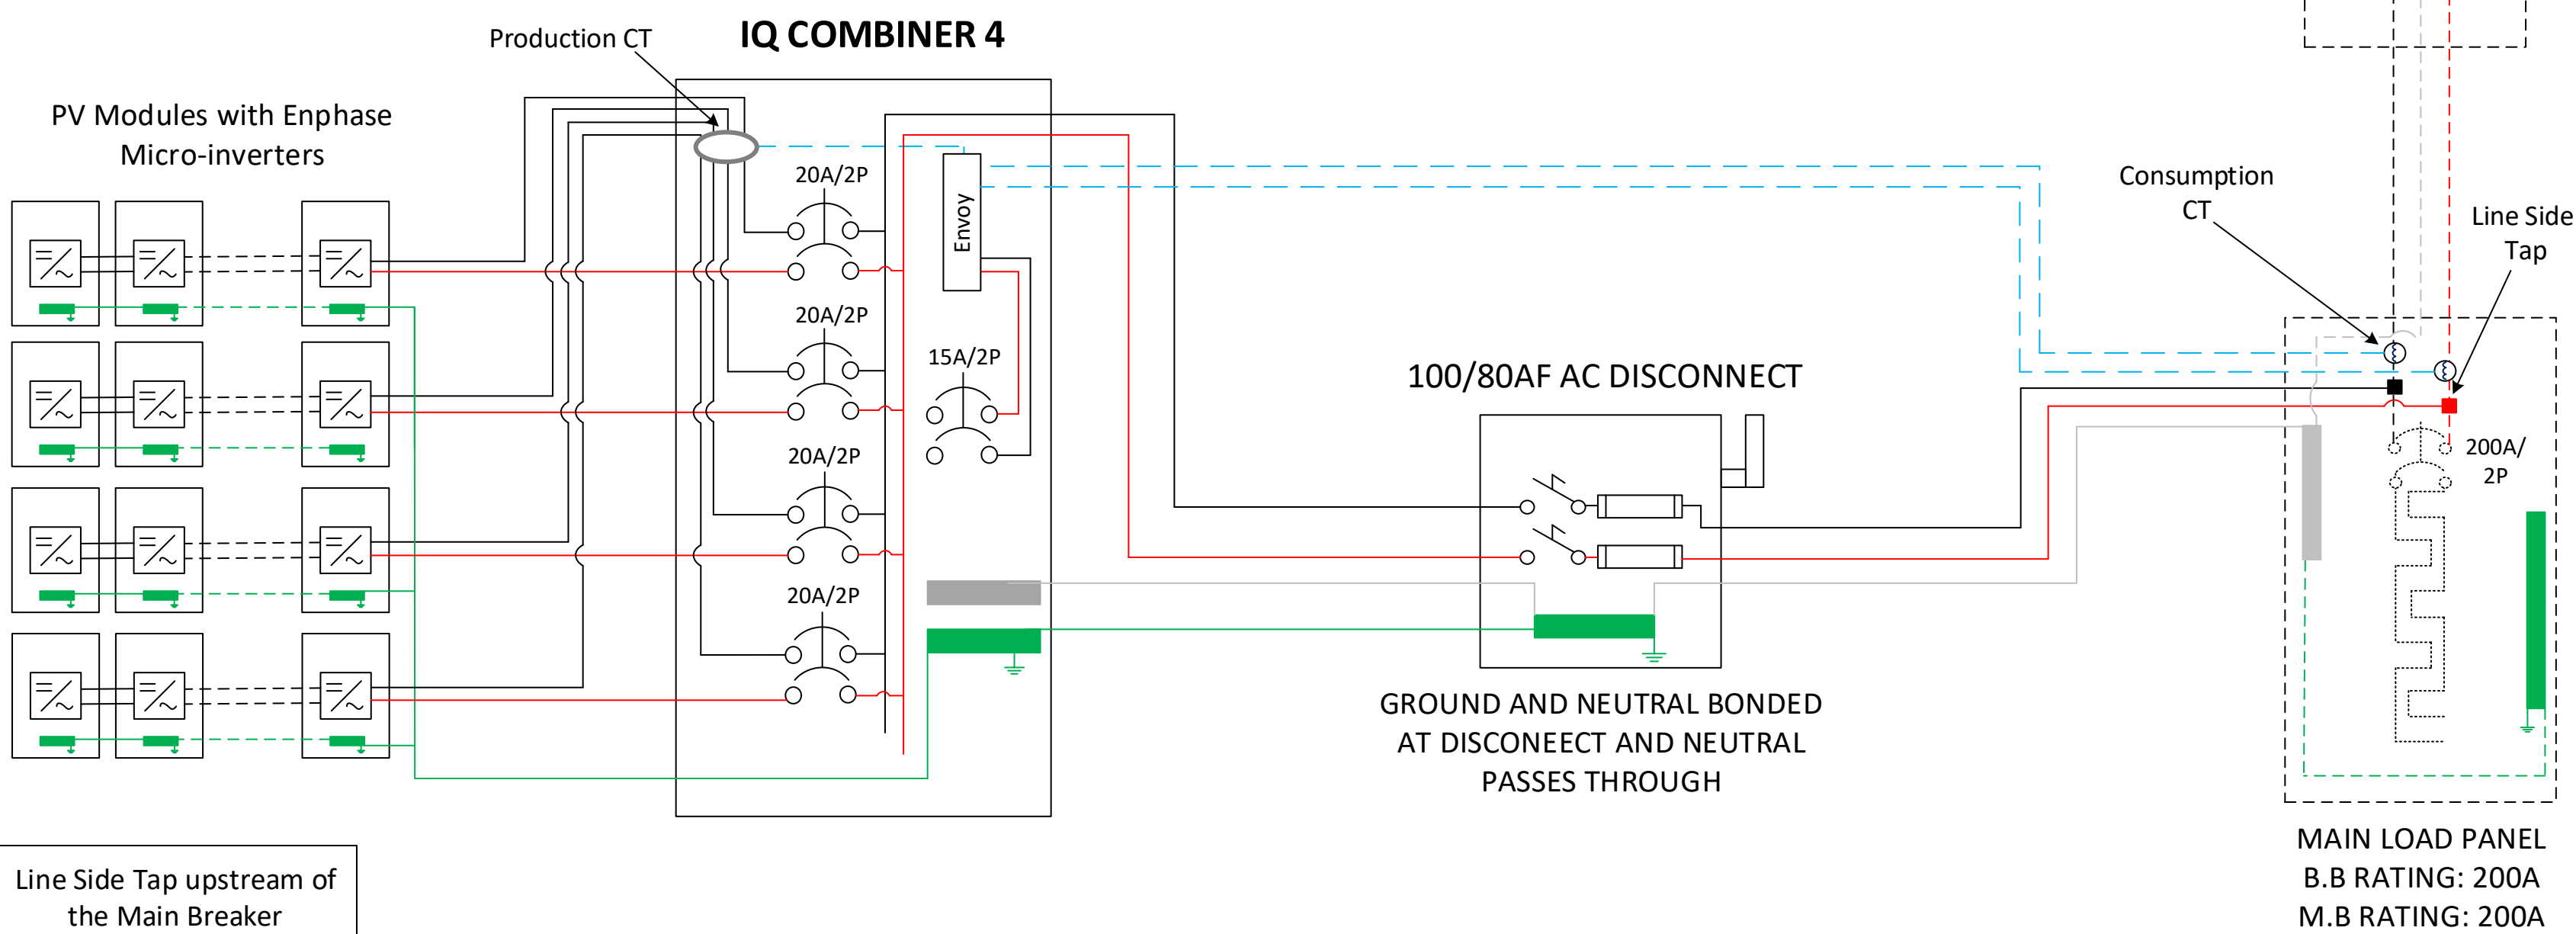 IQ COMBINER 4
Production CT
PV Modules with Enphase
Micro-inverters
20A/2P
20A/2P
20A/2P
20A/2P
Envoy
15A/2P
100/80AF AC DISCONNECT
GROUND AND NEUTRAL BONDED
AT DISCONEECT AND NEUTRAL
PASSES THROUGH
Consumption
CT
Line Side
Tap
200A/
2P
MAIN LOAD PANEL
B.B RATING: 200A
M.B RATING: 200A
Line Side Tap upstream of
the Main Breaker